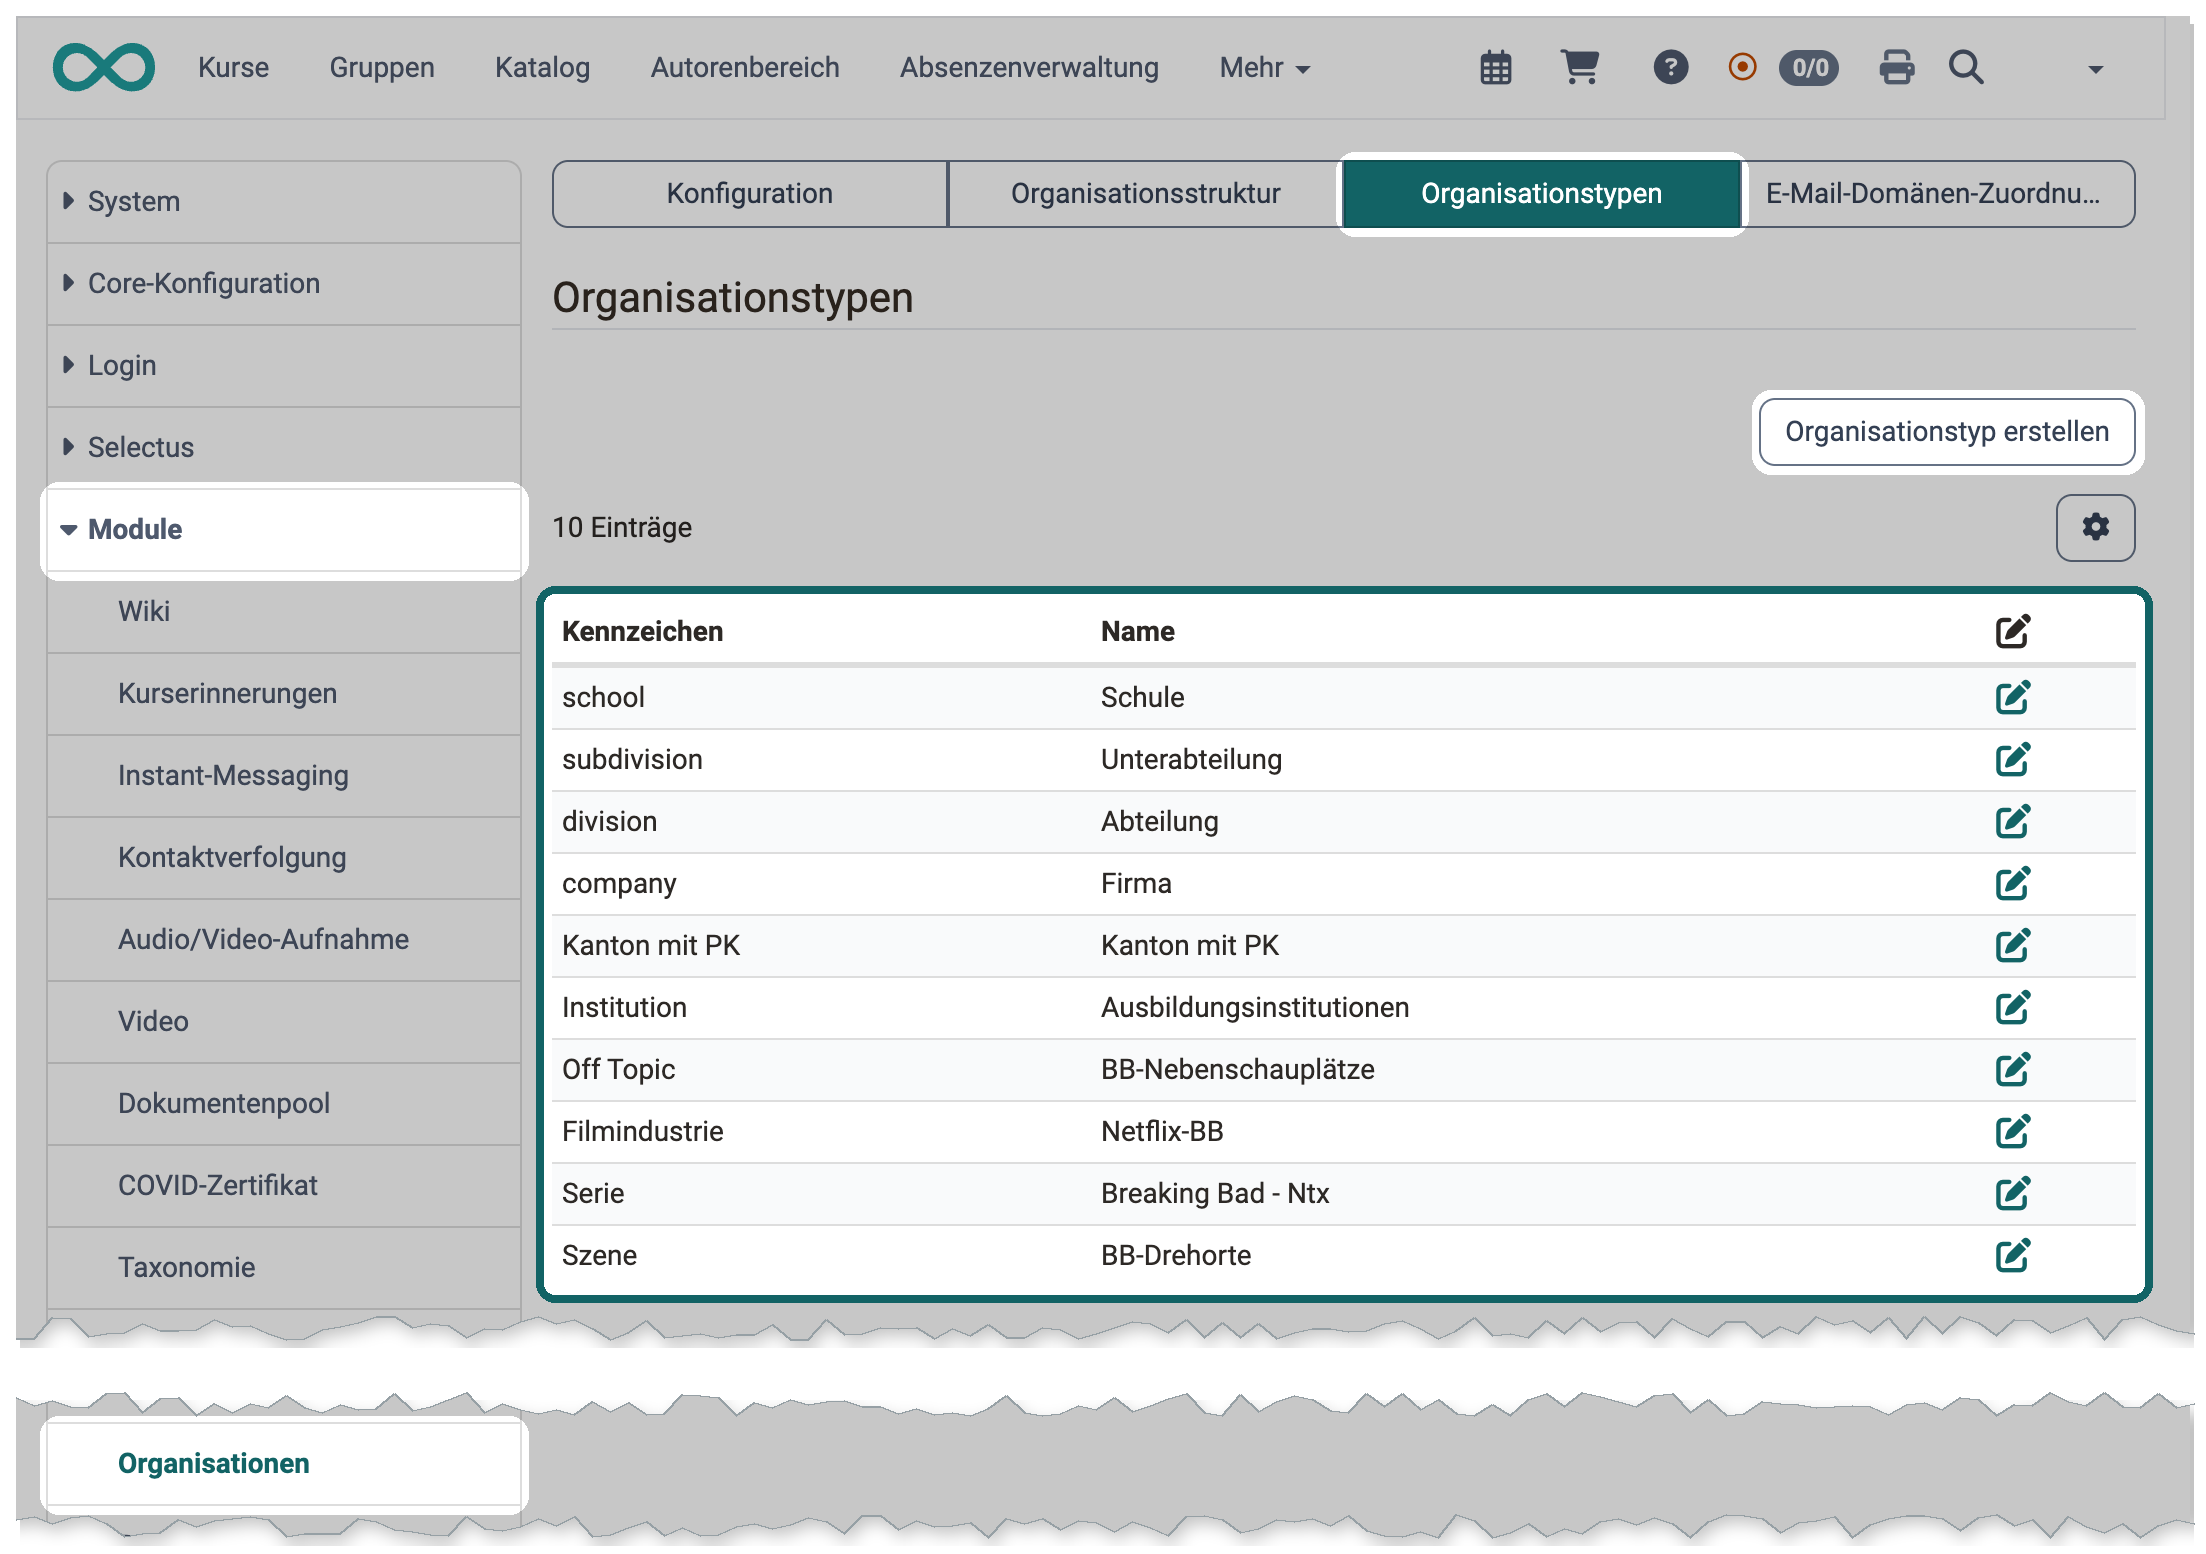 Kurse Gruppen Katalog Autorenbereich Absenzenverwaltung Mehr ? 0/0
System
Core-Konfiguration
Login
Selectus
Module
Wiki
Kurserinnerungen
Instant-Messaging
Kontaktverfolgung
Audio/Video-Aufnahme
Video
Dokumentenpool
COVID-Zertifikat
Taxonomie
Konfiguration Organisationsstruktur Organisationstypen E-Mail-Domänen-Zuordnu...
Organisationstypen
Organisationstyp erstellen
10 Einträge
Kennzeichen Name
school Schule
subdivision Unterabteilung
division Abteilung
company Firma
Kanton mit PK Kanton mit PK
Institution Ausbildungsinstitutionen
Off Topic BB-Nebenschauplätze
Filmindustrie Netflix-BB
Serie Breaking Bad - Ntx
Szene BB-Drehorte
Organisationen